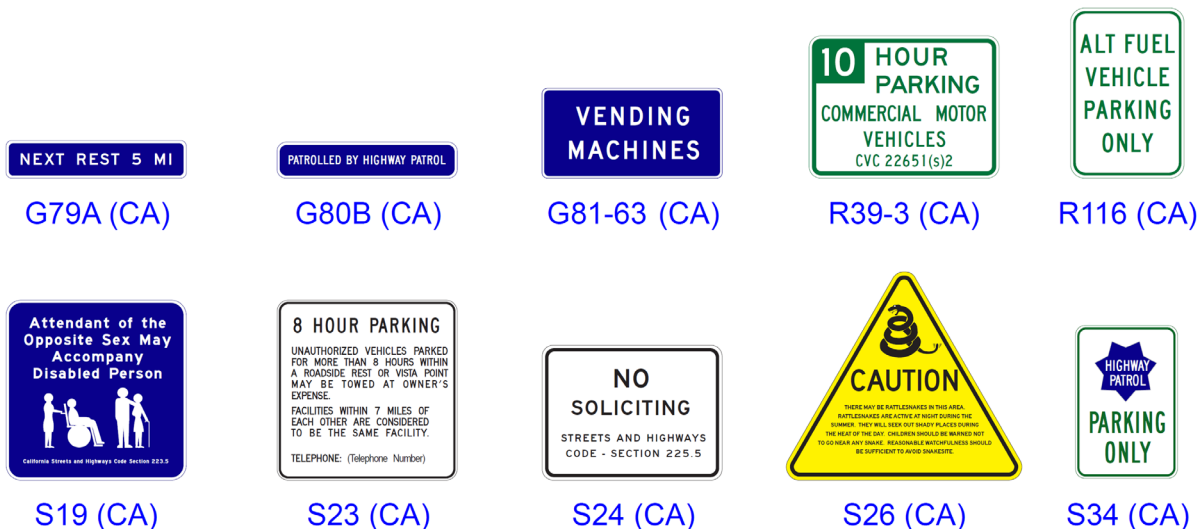 NEXT REST 5 MI
G79A (CA)
PATROLLED BY HIGHWAY PATROL
G80B (CA)
VENDING
MACHINES
G81-63 (CA)
10 HOUR
PARKING
COMMERCIAL MOTOR
VEHICLES
CVC 22651(s)2
R39-3 (CA)
ALT FUEL
VEHICLE
PARKING
ONLY
R116 (CA)
Attendant of the
Opposite Sex May
Accompany
Disabled Person
California Streets and Highways Code Section 223.5
S19 (CA)
8 HOUR PARKING
UNAUTHORIZED VEHICLES PARKED
FOR MORE THAN 8 HOURS WITHIN
A ROADSIDE REST OR VISTA POINT
MAY BE TOWED AT OWNER'S
EXPENSE.
FACILITIES WITHIN 7 MILES OF
EACH OTHER ARE CONSIDERED
TO BE THE SAME FACILITY.
TELEPHONE: (Telephone Number)
S23 (CA)
NO
SOLICITING
STREETS AND HIGHWAYS
CODE - SECTION 225.5
S24 (CA)
CAUTION
THERE MAY BE RATTLESNAKES IN THIS AREA.
RATTLESNAKES ARE ACTIVE AT NIGHT DURING THE
SUMMER. THEY WILL SEEK OUT SHADY PLACES DURING
THE HEAT OF THE DAY. CHILDREN SHOULD BE WARNED NOT
TO GO NEAR ANY SNAKE. REASONABLE WATCHFULNESS SHOULD
BE SUFFICIENT TO AVOID SNAKESITE.
S26 (CA)
HIGHWAY
PATROL
PARKING
ONLY
S34 (CA)